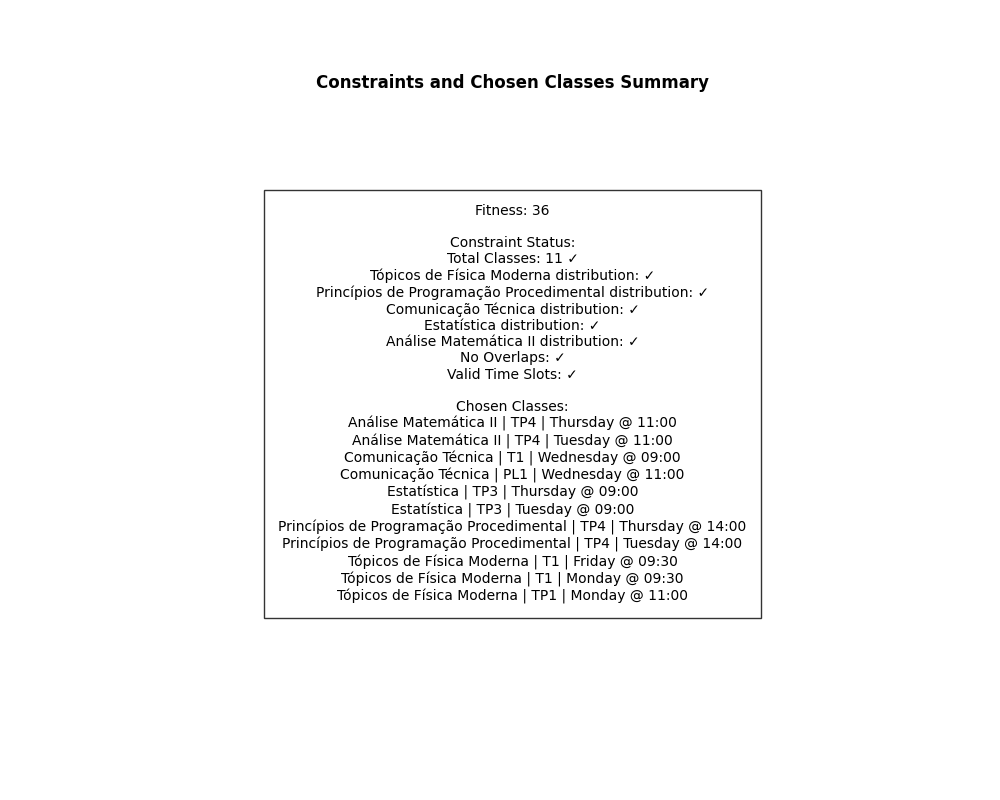 Constraints and Chosen Classes Summary
Fitness: 36
Constraint Status:
Total Classes: 11 ✓
Tópicos de Física Moderna distribution: ✓
Princípios de Programação Procedimental distribution: ✓
Comunicação Técnica distribution: ✓
Estatística distribution: ✓
Análise Matemática II distribution: ✓
No Overlaps: ✓
Valid Time Slots: ✓
Chosen Classes:
Análise Matemática II | TP4 | Thursday @ 11:00
Análise Matemática II | TP4 | Tuesday @ 11:00
Comunicação Técnica | T1 | Wednesday @ 09:00
Comunicação Técnica | PL1 | Wednesday @ 11:00
Estatística | TP3 | Thursday @ 09:00
Estatística | TP3 | Tuesday @ 09:00
Princípios de Programação Procedimental | TP4 | Thursday @ 14:00
Princípios de Programação Procedimental | TP4 | Tuesday @ 14:00
Tópicos de Física Moderna | T1 | Friday @ 09:30
Tópicos de Física Moderna | T1 | Monday @ 09:30
Tópicos de Física Moderna | TP1 | Monday @ 11:00